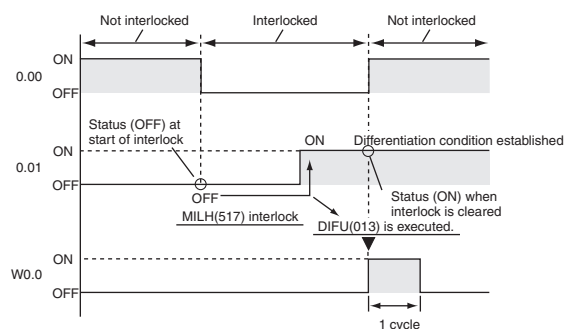 Not interlocked
Interlocked
Not interlocked
ON
0.00
OFF
Status (OFF) at
start of interlock
ON
Differentiation condition established
ON
0.01
OFF
OFF
Status (ON) when
interlock is cleared
MILH(517) interlock
DIFU(013) is executed.
ON
W0.0
OFF
1 cycle